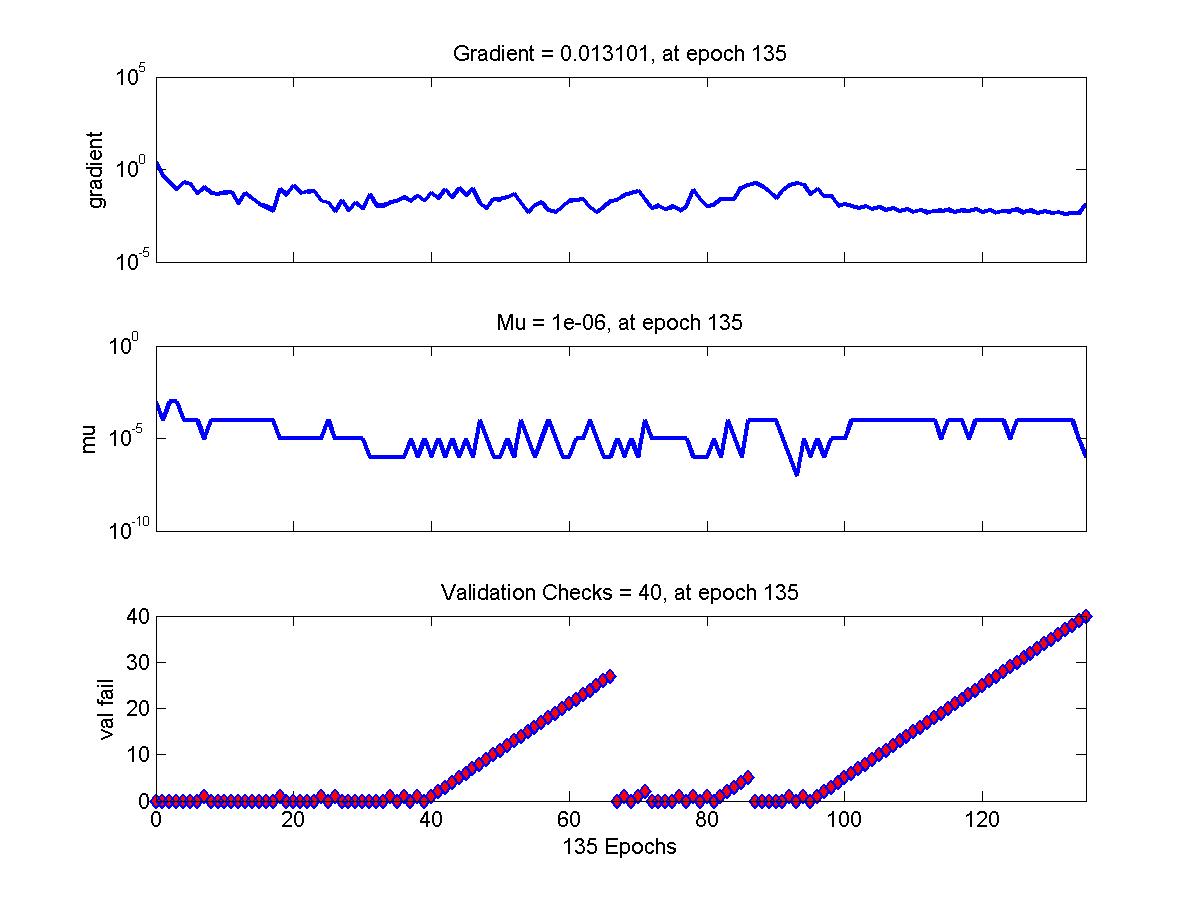 Gradient = 0.013101, at epoch 135
10^5
10^0
10^-5
gradient
Mu = 1e-06, at epoch 135
10^0
10^-5
10^-10
mu
Validation Checks = 40, at epoch 135
40
30
20
10
0
val fail
0 20 40 60 80 100 120
135 Epochs